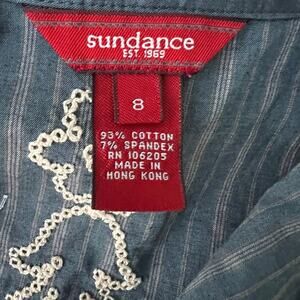 sundance
EST. 1969
8
93% COTTON
7% SPANDEX
RN 106205
MADE IN
HONG KONG